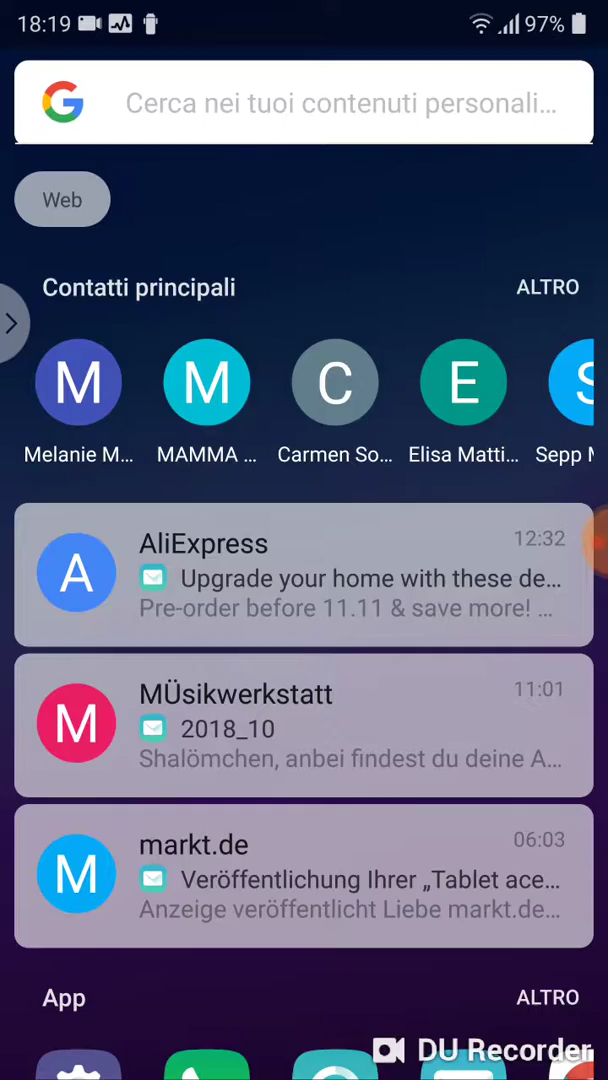 18:19 97%
Cerca nei tuoi contenuti personali...
Web
Contatti principali ALTRO
M M C E S
Melanie M... MAMMA ... Carmen So... Elisa Matti... Sepp
AliExpress 12:32
A
Upgrade your home with these de...
Pre-order before 11.11 & save more! ...
MÜsikwerkstatt 11:01
M
2018_10
Shalömchen, anbei findest du deine A...
markt.de 06:03
M
Veröffentlichung Ihrer „Tablet ace...
Anzeige veröffentlicht Liebe markt.de...
App ALTRO
DU Recorder